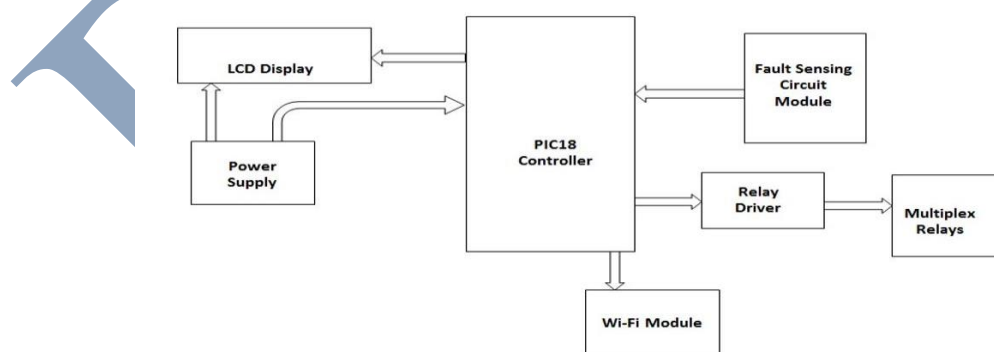 LCD Display
Fault Sensing
Circuit
Module
PIC18
Controller
Power
Supply
Relay
Driver
Multiplex
Relays
Wi-Fi Module